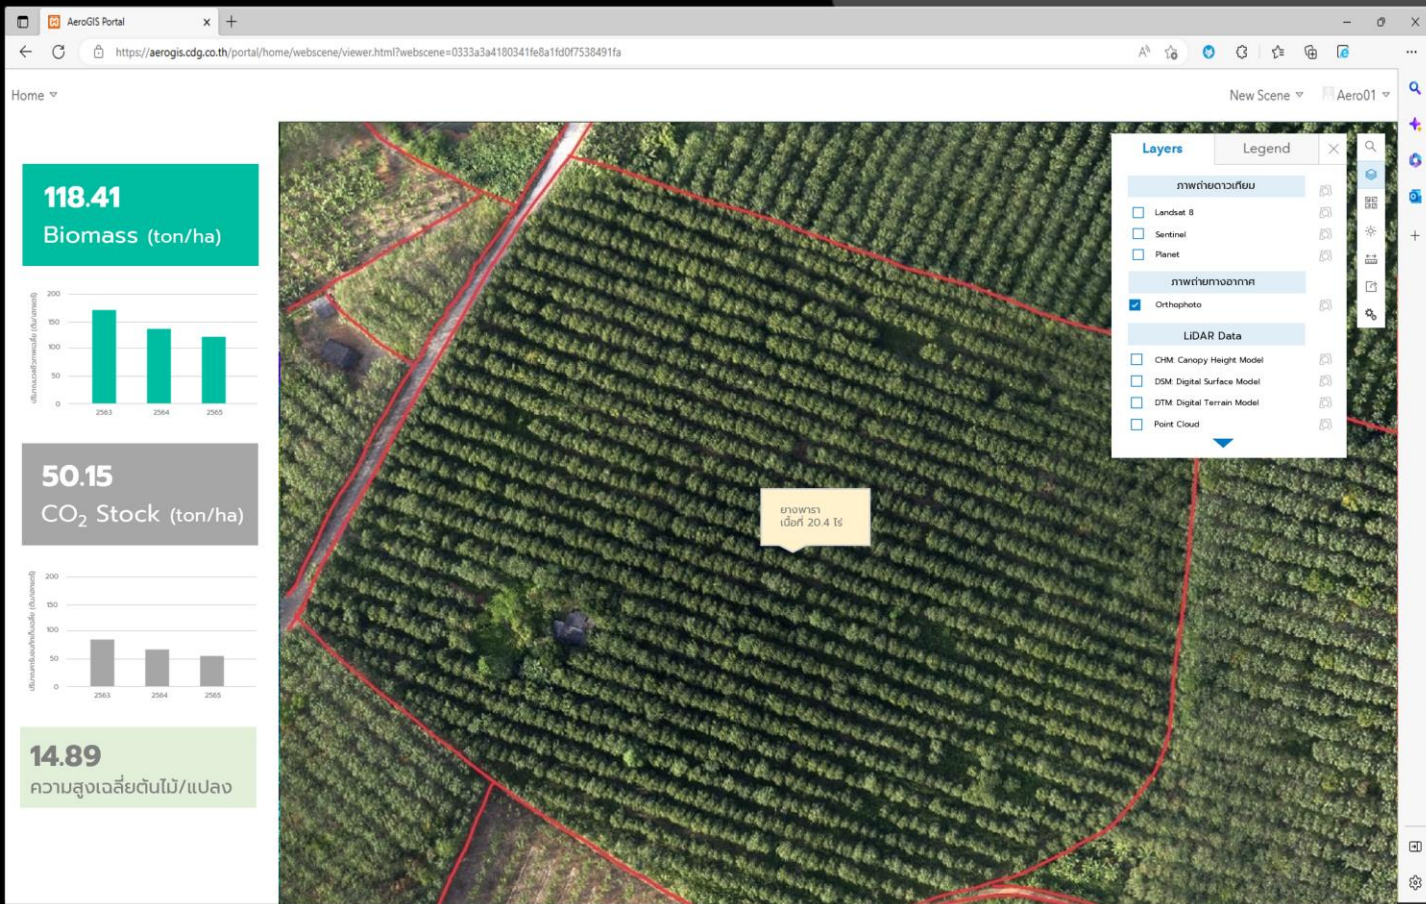 AeroGIS Portal
https://aerogis.cdg.co.th/portal/home/webscene/viewer.html?webscene=0333a3a4180341fe8a1fd0f7538491fa
Home
New Scene
Aero01
118.41
Biomass (ton/ha)
200
150
100
50
0
2563
2564
2565
50.15
CO₂ Stock (ton/ha)
200
150
100
50
0
2563
2564
2565
14.89
ความสูงเฉลี่ยต้นไม้/แปลง
ยางพารา
เนื้อที่ 20.4 ไร่
Layers
Legend
ภาพถ่ายดาวเทียม
Landsat 8
Sentinel
Planet
ภาพถ่ายทางอากาศ
Orthophoto
LiDAR Data
CHM: Canopy Height Model
DSM: Digital Surface Model
DTM: Digital Terrain Model
Point Cloud